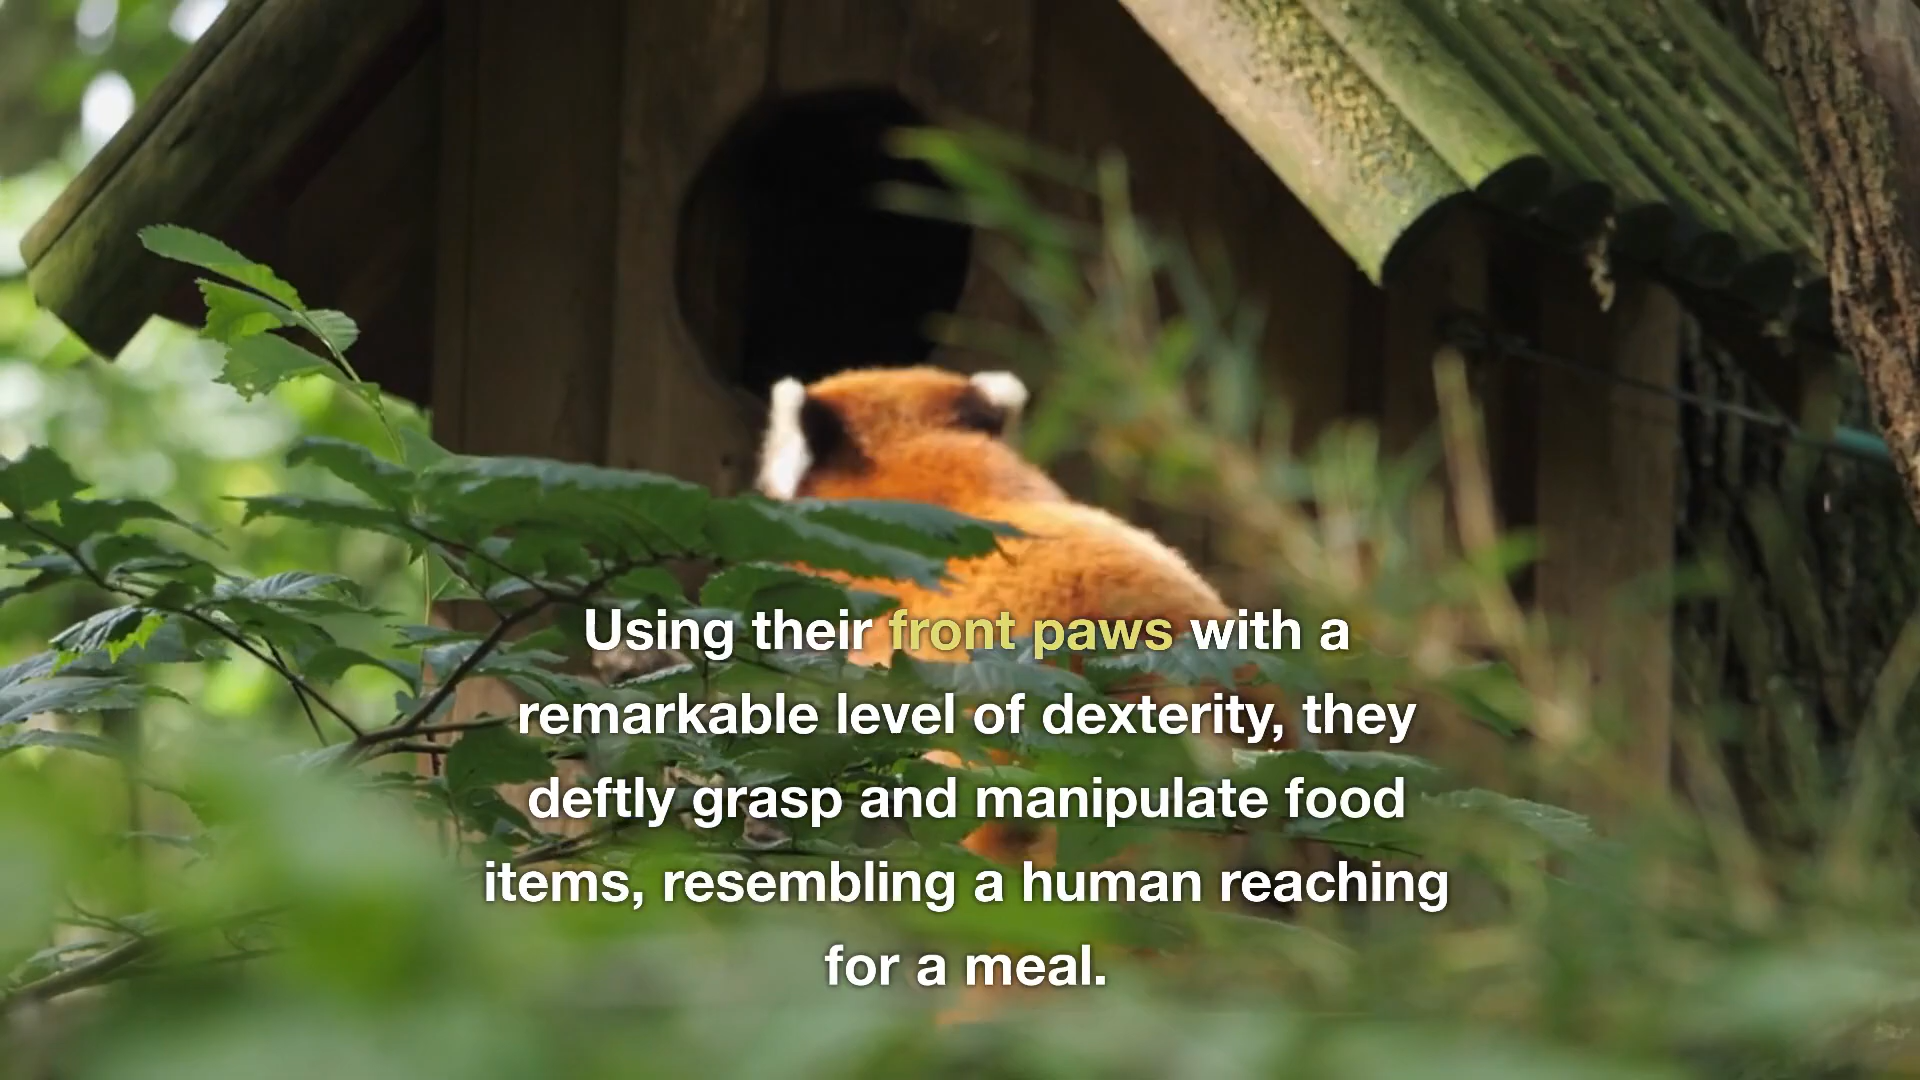 Using their front paws with a
remarkable level of dexterity, they
deftly grasp and manipulate food
items, resembling a human reaching
for a meal.